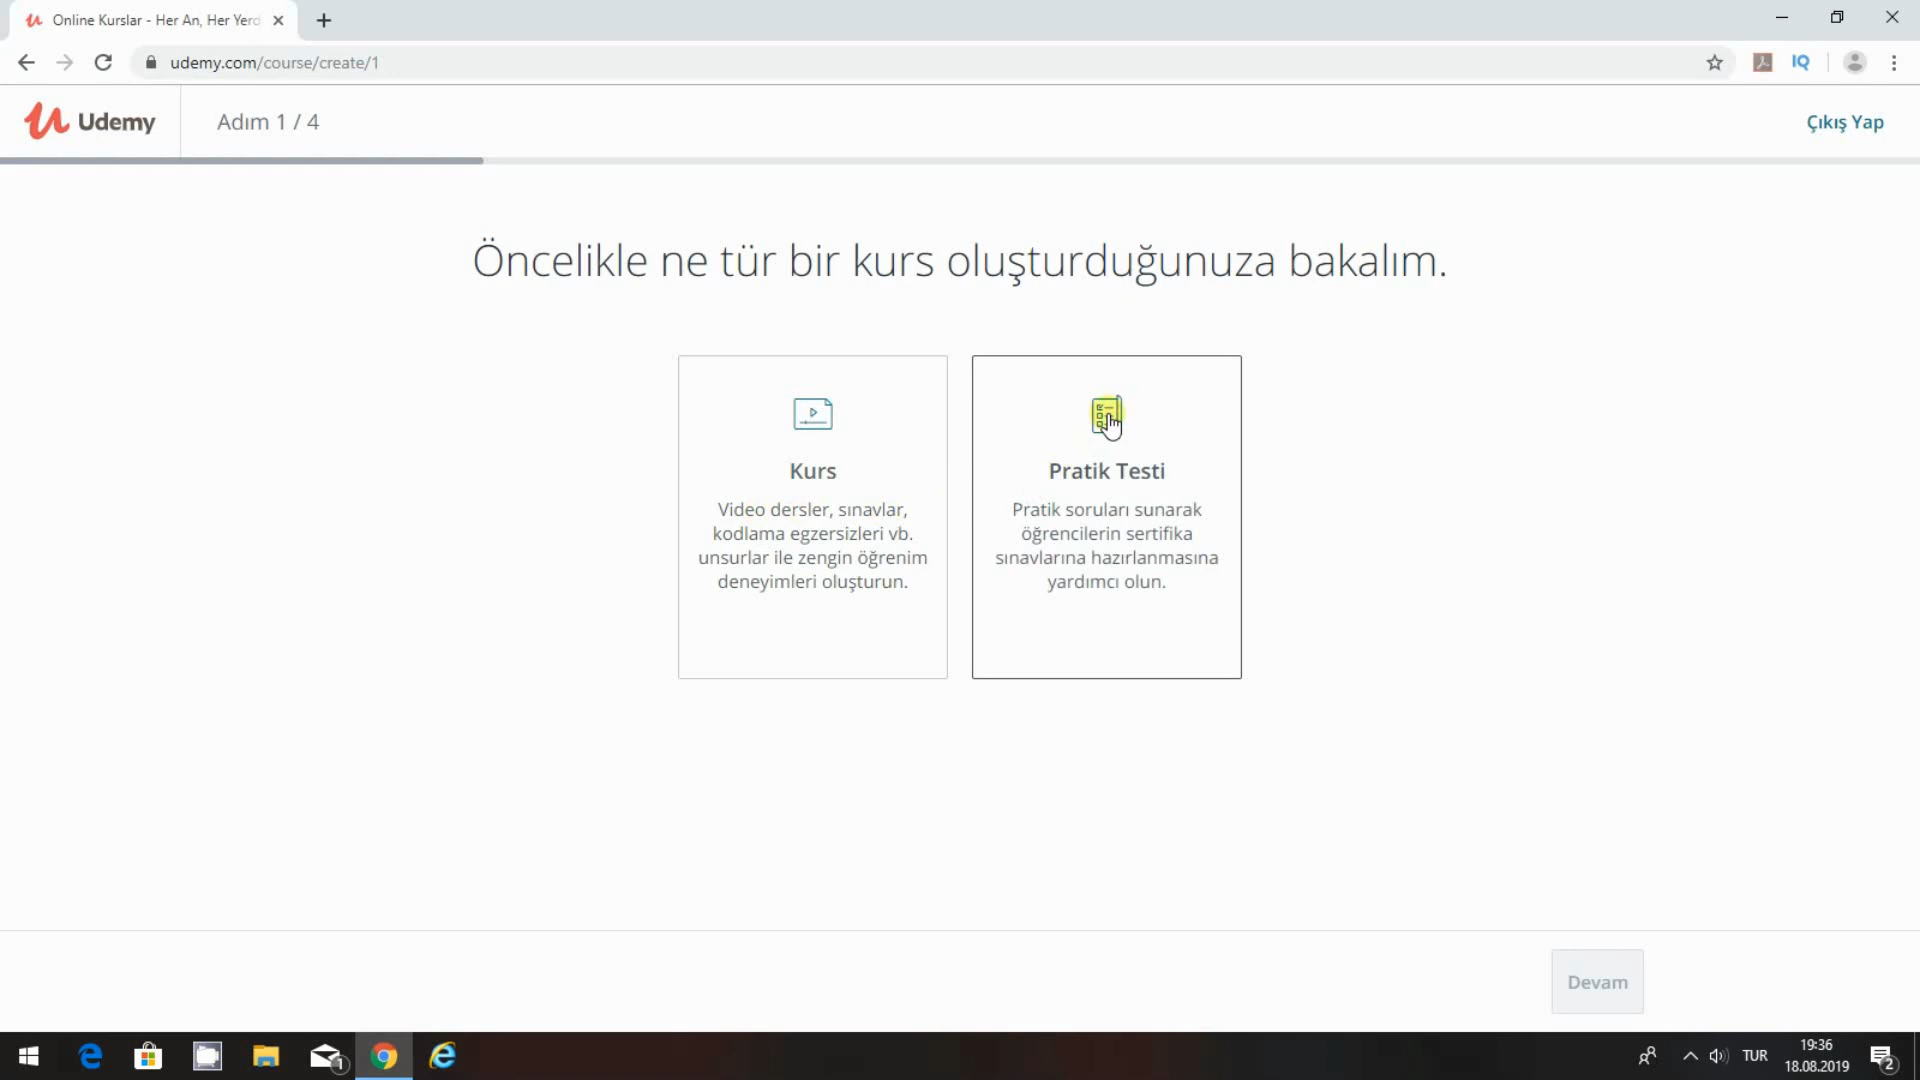 Online Kurslar - Her An, Her Yerd
udemy.com/course/create/1
IQ
Udemy
Adım 1 / 4
Çıkış Yap
Öncelikle ne tür bir kurs oluşturduğunuza bakalım.
Kurs
Video dersler, sınavlar,
kodlama egzersizleri vb.
unsurlar ile zengin öğrenim
deneyimleri oluşturun.
Pratik Testi
Pratik soruları sunarak
öğrencilerin sertifika
sınavlarına hazırlanmasına
yardımcı olun.
Devam
1
TUR
19:36
18.08.2019
2